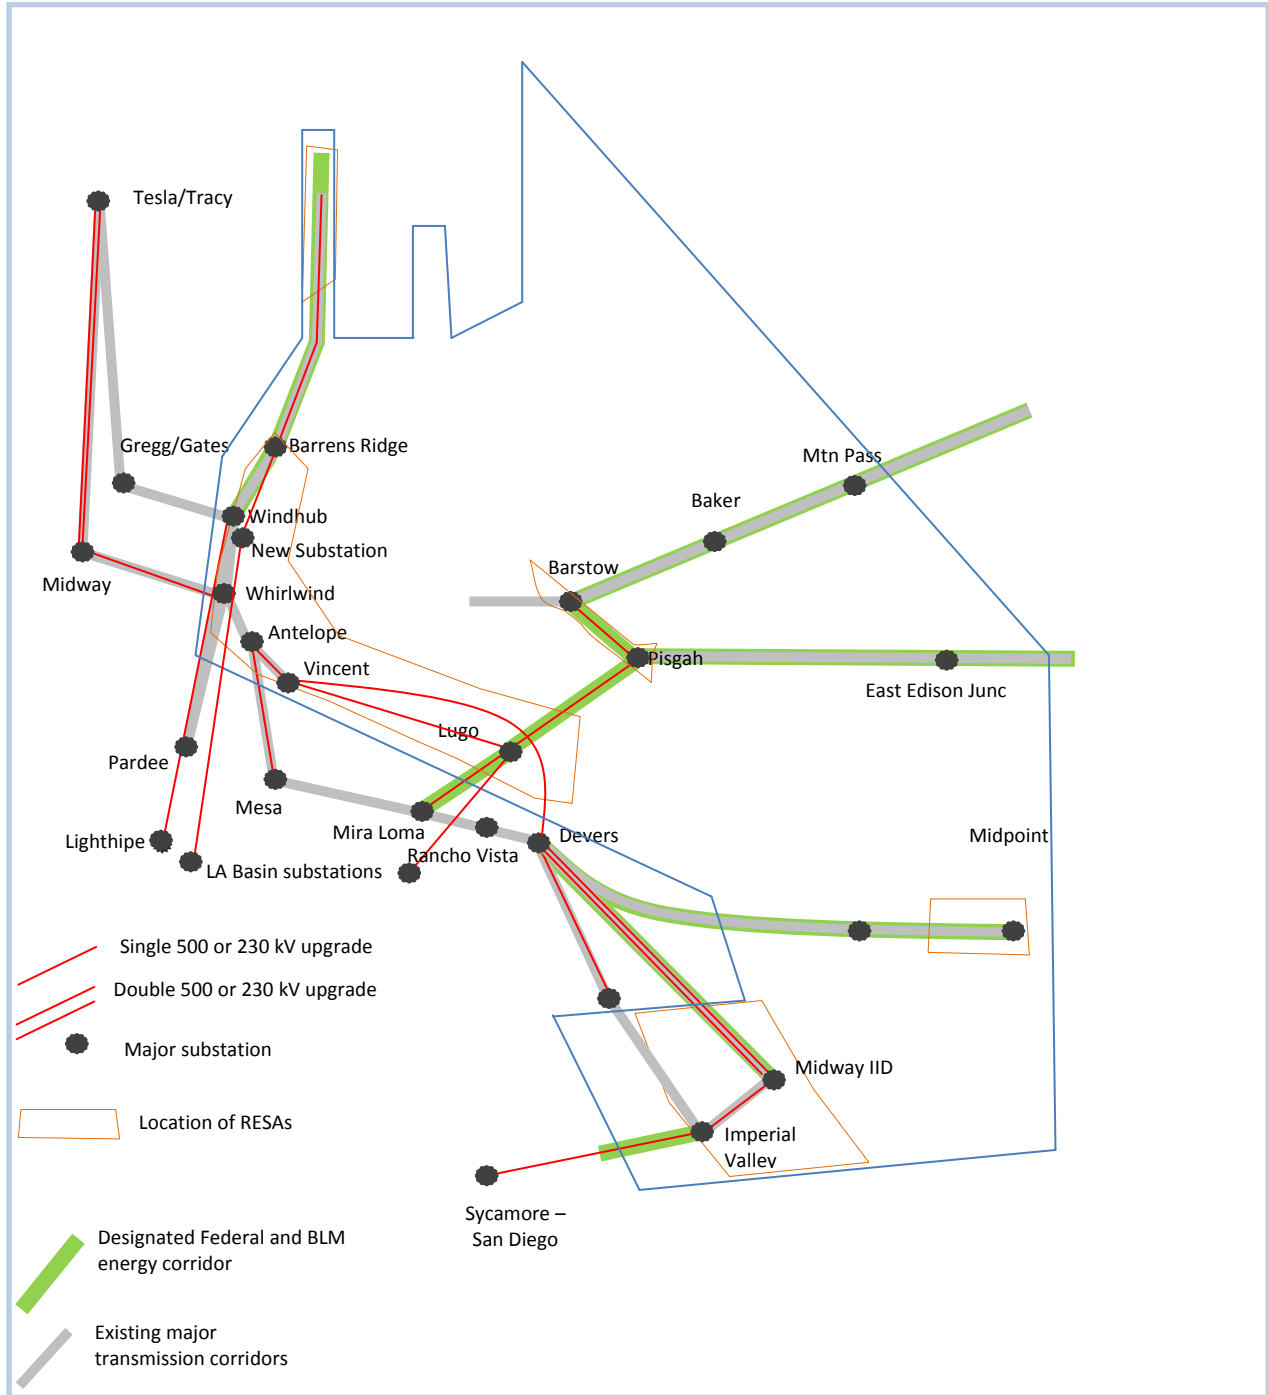 Tesla/Tracy
Gregg/Gates
Barrens Ridge
Mtn Pass
Baker
Windhub
New Substation
Midway
Barstow
Whirlwind
Antelope
Vincent
Pisgah
East Edison Junc
Lugo
Pardee
Mesa
Mira Loma
Devers
Midpoint
Lighthipe
Rancho Vista
LA Basin substations
Single 500 or 230 kV upgrade
Double 500 or 230 kV upgrade
Major substation
Midway IID
Location of RESAs
Imperial
Valley
Sycamore –
San Diego
Designated Federal and BLM
energy corridor
Existing major
transmission corridors